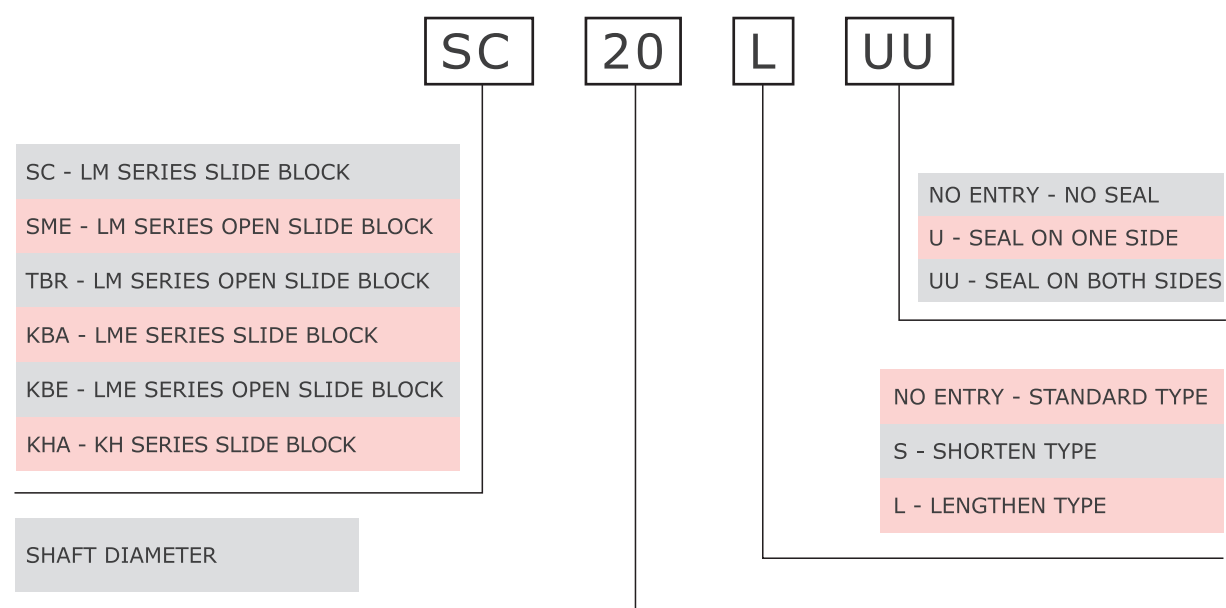 SC 20 L UU
SC - LM SERIES SLIDE BLOCK
SME - LM SERIES OPEN SLIDE BLOCK
TBR - LM SERIES OPEN SLIDE BLOCK
KBA - LME SERIES SLIDE BLOCK
KBE - LME SERIES OPEN SLIDE BLOCK
KHA - KH SERIES SLIDE BLOCK
SHAFT DIAMETER
NO ENTRY - NO SEAL
U - SEAL ON ONE SIDE
UU - SEAL ON BOTH SIDES
NO ENTRY - STANDARD TYPE
S - SHORTEN TYPE
L - LENGTHEN TYPE